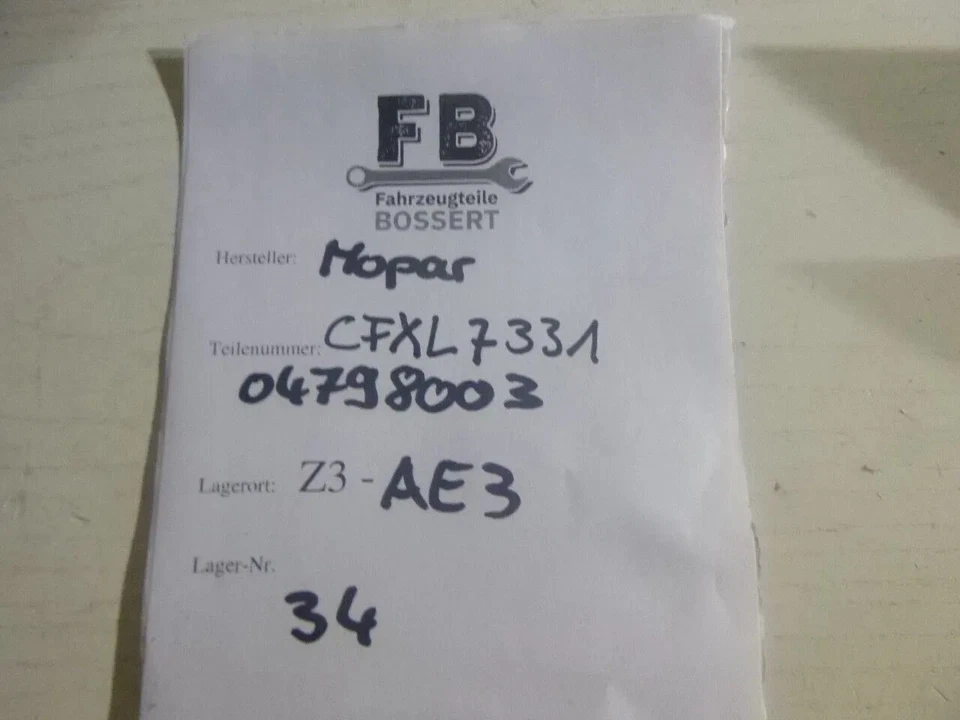 FB
Fahrzeugteile
BOSSERT
Hersteller: Mopar
Teilenummer: CFXL7331
04798003
Lagerort: Z3 - AE3
Lager-Nr.
34